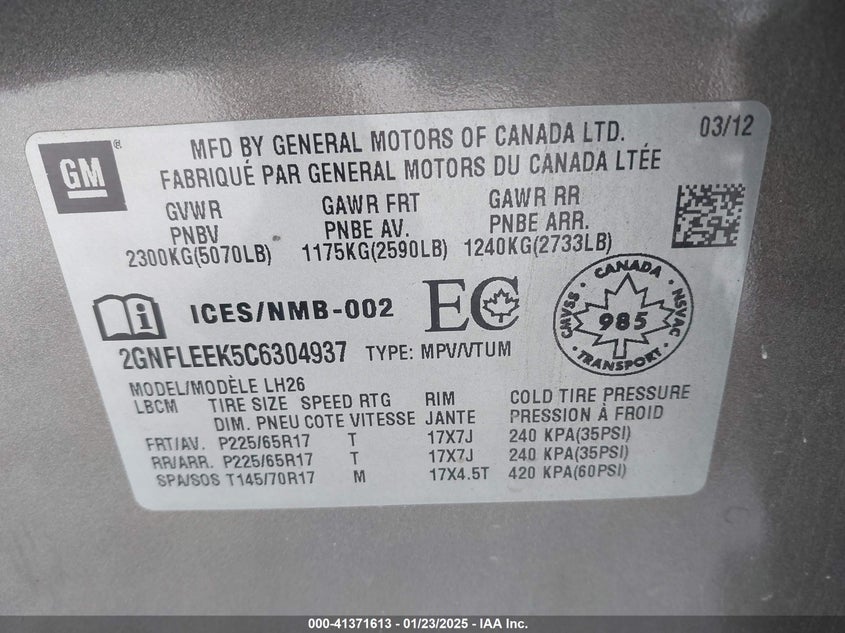 GM
MFD BY GENERAL MOTORS OF CANADA LTD. 03/12
FABRIQUÉ PAR GENERAL MOTORS DU CANADA LTÉE
GVWR GAWR FRT GAWR RR
PNBV PNBE AV. PNBE ARR.
2300KG(5070LB) 1175KG(2590LB) 1240KG(2733LB)
i ICES/NMB-002 EC
CANADA
CMVSS 985 NSVAC
TRANSPORT
2GNFLEEK5C6304937 TYPE: MPV/VTUM
MODEL/MODÈLE LH26
LBCM TIRE SIZE SPEED RTG RIM COLD TIRE PRESSURE
DIM. PNEU COTE VITESSE JANTE PRESSION À FROID
FRT/AV. P225/65R17 T 17X7J 240 KPA(35PSI)
RR/ARR. P225/65R17 T 17X7J 240 KPA(35PSI)
SPA/SOS T145/70R17 M 17X4.5T 420 KPA(60PSI)
000-41371613 — 01/23/2025 - IAA Inc.